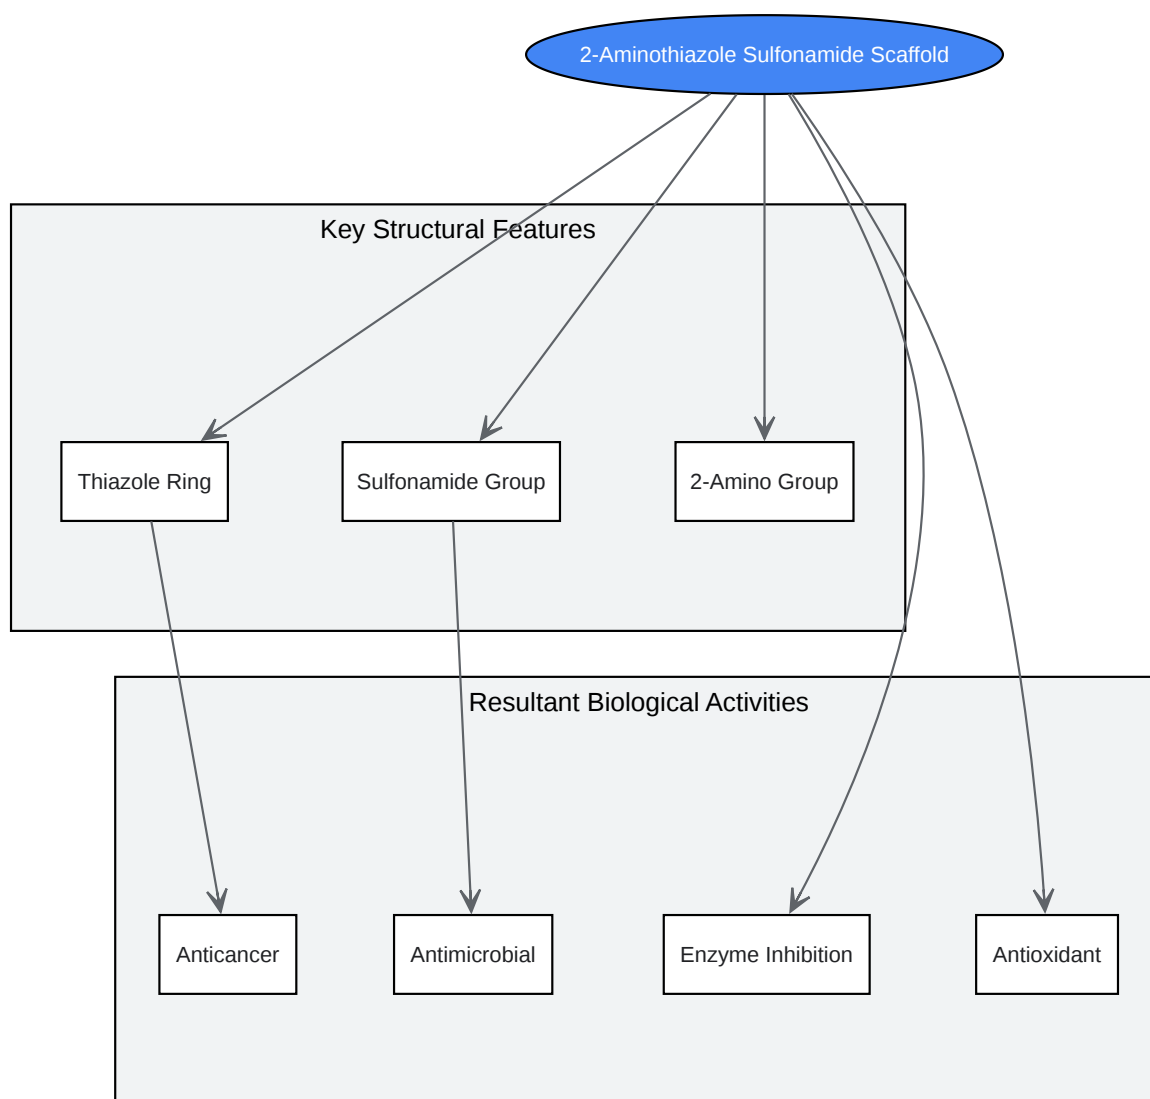 2-Aminothiazole Sulfonamide Scaffold
Key Structural Features
Thiazole Ring
Sulfonamide Group
2-Amino Group
Resultant Biological Activities
Anticancer
Antimicrobial
Enzyme Inhibition
Antioxidant